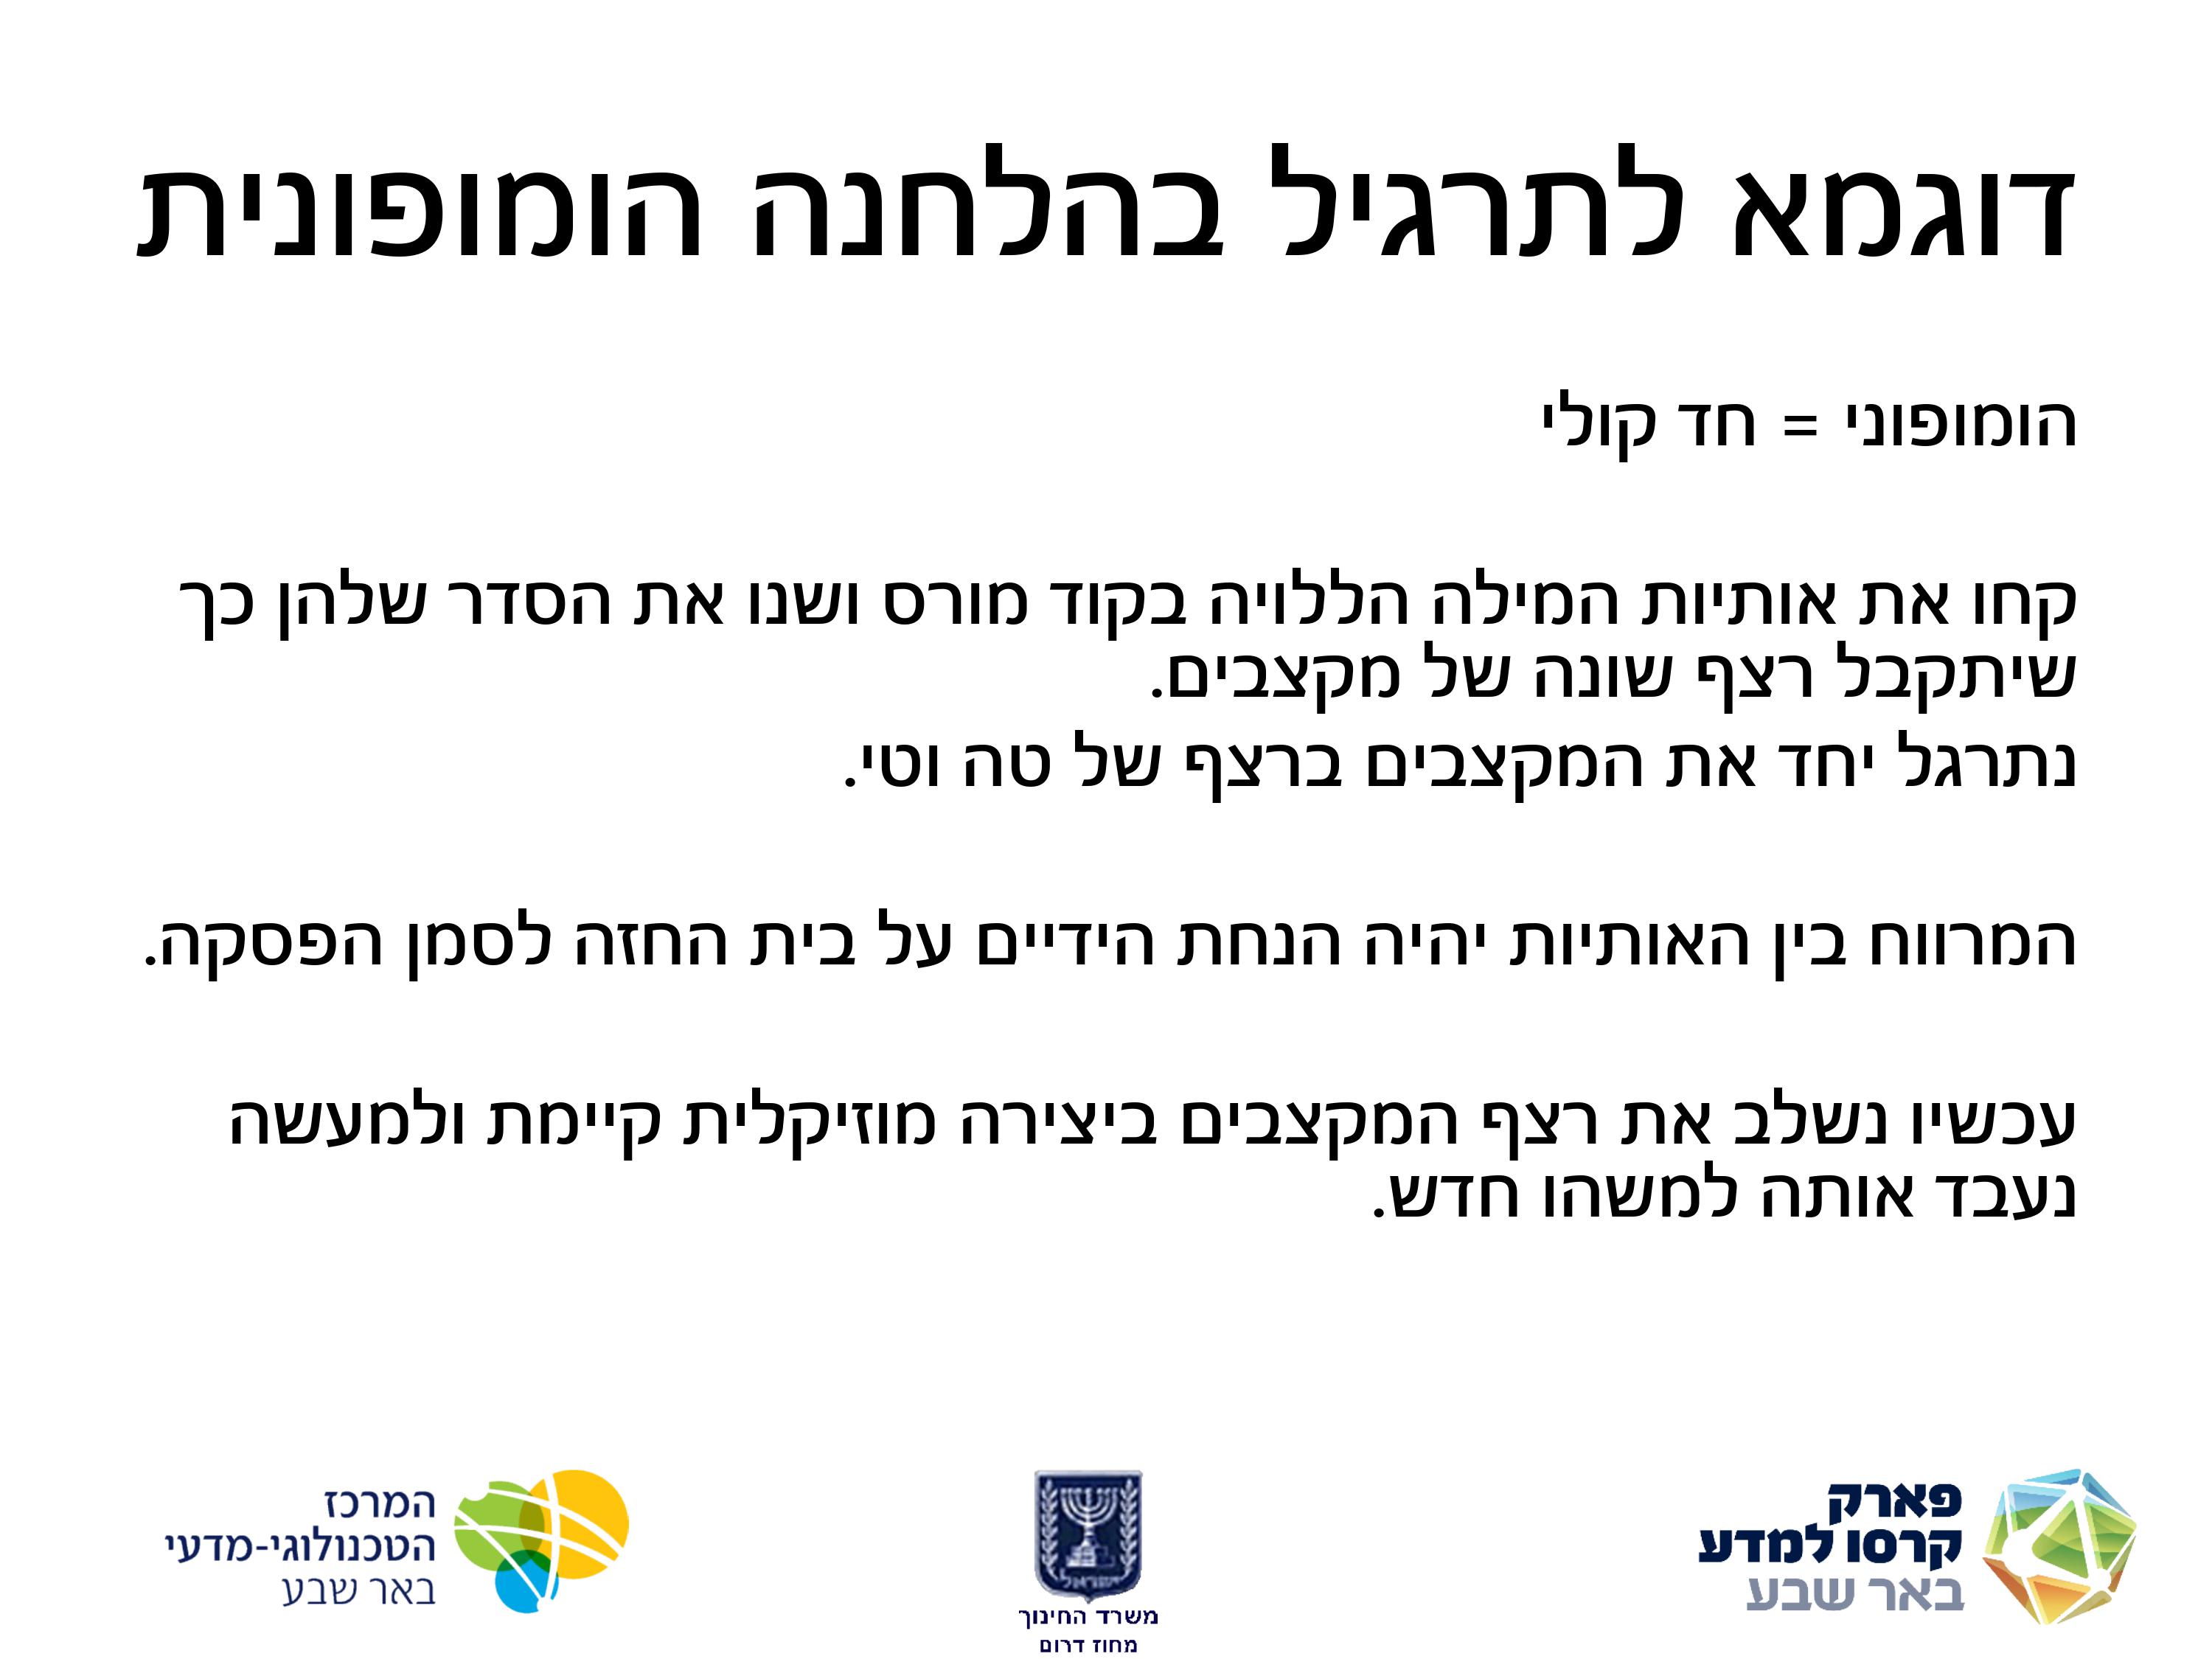 דוגמא לתרגיל בהלחנה הומופונית
הומופוני = חד קולי
קחו את אותיות המילה הללויה בקוד מורס ושנו את הסדר שלהן כך
שיתקבל רצף שונה של מקצבים.
נתרגל יחד את המקצבים ברצף של טה וטי.
המרווח בין האותיות יהיה הנחת הידיים על בית החזה לסמן הפסקה.
עכשיו נשלב את רצף המקצבים ביצירה מוזיקלית קיימת ולמעשה
נעבד אותה למשהו חדש.
פארק
קרסו למדע
באר שבע
ישראל
משרד החינוך
מחוז דרום
המרכז
הטכנולוגי-מדעי
באר שבע